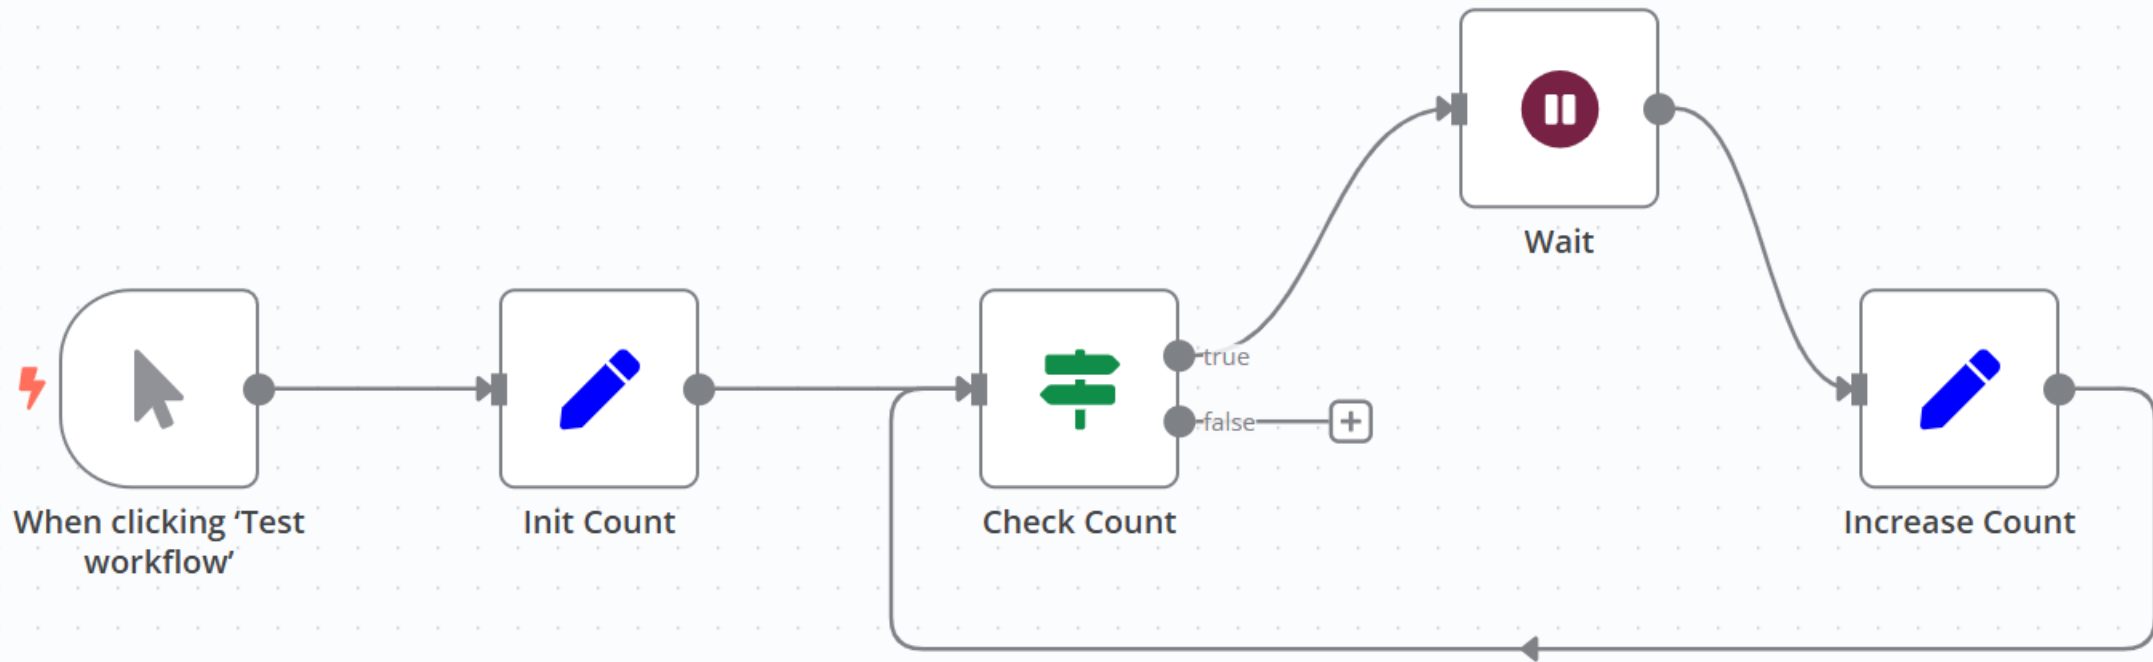 Wait
true
false
When clicking ‘Test
workflow’
Init Count
Check Count
Increase Count